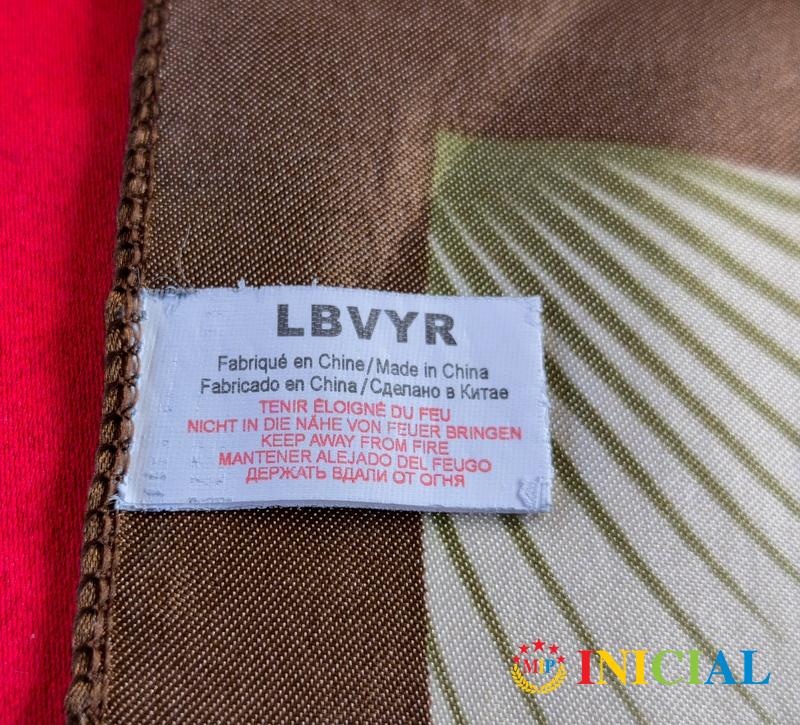 LBVYR
Fabriqué en Chine/Made in China
Fabricado en China/Сделано в Китае
TENIR ÉLOIGNÉ DU FEU
NICHT IN DIE NÄHE VON FEUER BRINGEN
KEEP AWAY FROM FIRE
MANTENER ALEJADO DEL FEUGO
ДЕРЖАТЬ ВДАЛИ ОТ ОГНЯ
MJP INICIAL